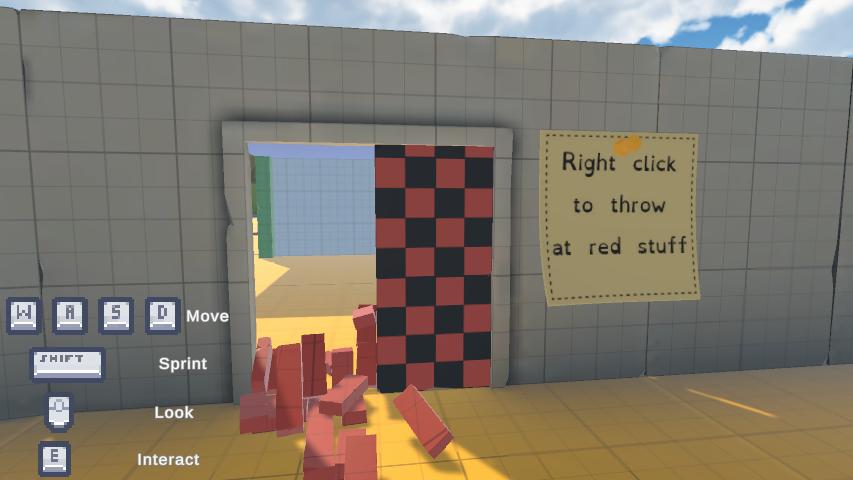 Right click
to throw
at red stuff
W A S D Move
SHIFT Sprint
Look
E Interact